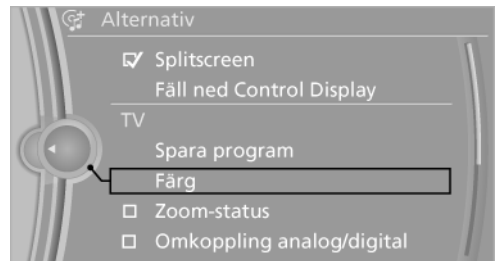 Alternativ
Splitscreen
Fäll ned Control Display
TV
Spara program
Färg
Zoom-status
Omkoppling analog/digital